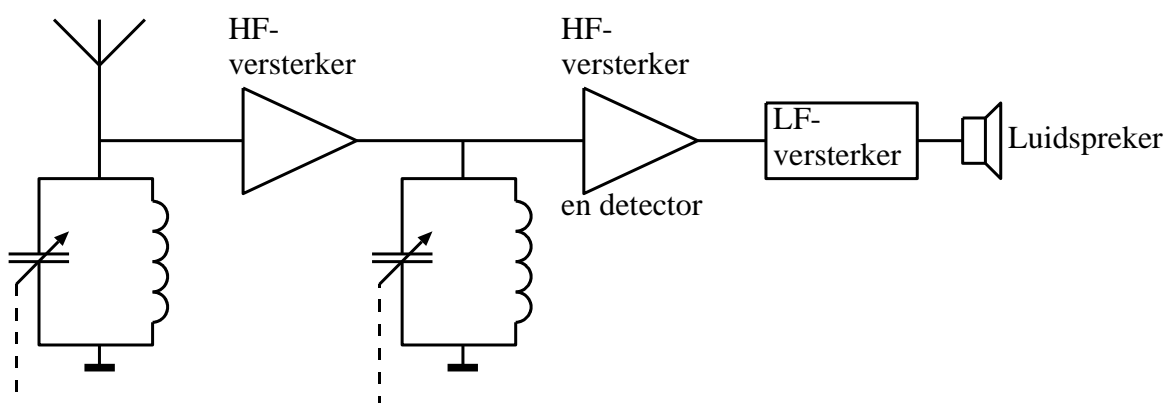 HF-
versterker
HF-
versterker
en detector
LF-
versterker
Luidspreker